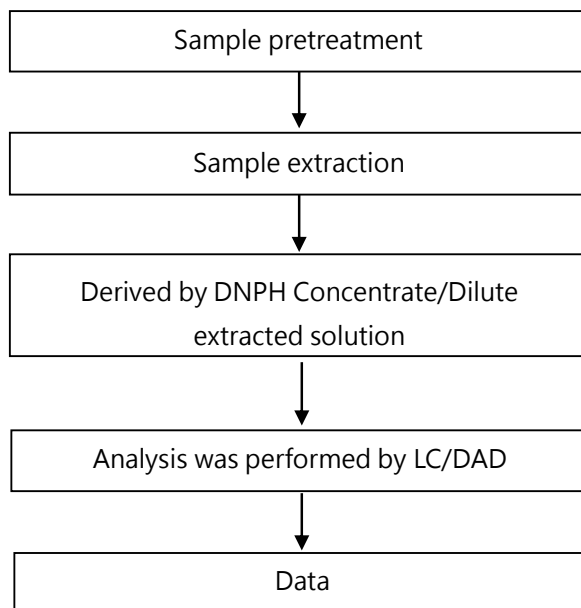 Sample pretreatment
Sample extraction
Derived by DNPH Concentrate/Dilute
extracted solution
Analysis was performed by LC/DAD
Data